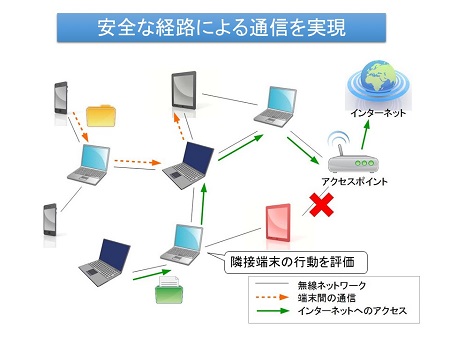 安全な経路による通信を実現
インターネット
アクセスポイント
隣接端末の行動を評価
無線ネットワーク
端末間の通信
インターネットへのアクセス